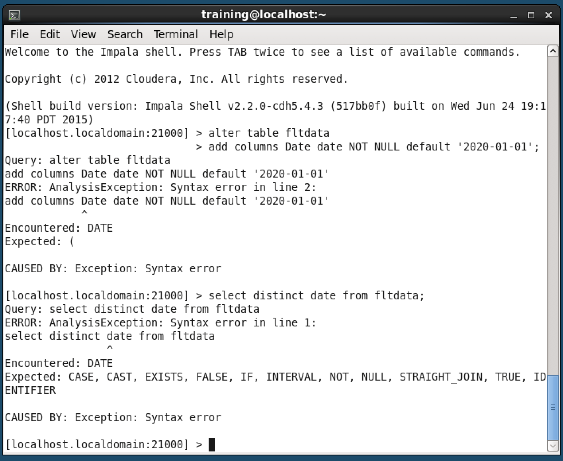 training@localhost:~
File Edit View Search Terminal Help
Welcome to the Impala shell. Press TAB twice to see a list of available commands.
Copyright (c) 2012 Cloudera, Inc. All rights reserved.
(Shell build version: Impala Shell v2.2.0-cdh5.4.3 (517bb0f) built on Wed Jun 24 19:1
7:40 PDT 2015)
[localhost.localdomain:21000] > alter table fltdata
> add columns Date date NOT NULL default '2020-01-01';
Query: alter table fltdata
add columns Date date NOT NULL default '2020-01-01'
ERROR: AnalysisException: Syntax error in line 2:
add columns Date date NOT NULL default '2020-01-01'
^
Encountered: DATE
Expected: (
CAUSED BY: Exception: Syntax error
[localhost.localdomain:21000] > select distinct date from fltdata;
Query: select distinct date from fltdata
ERROR: AnalysisException: Syntax error in line 1:
select distinct date from fltdata
^
Encountered: DATE
Expected: CASE, CAST, EXISTS, FALSE, IF, INTERVAL, NOT, NULL, STRAIGHT_JOIN, TRUE, ID
ENTIFIER
CAUSED BY: Exception: Syntax error
[localhost.localdomain:21000] >